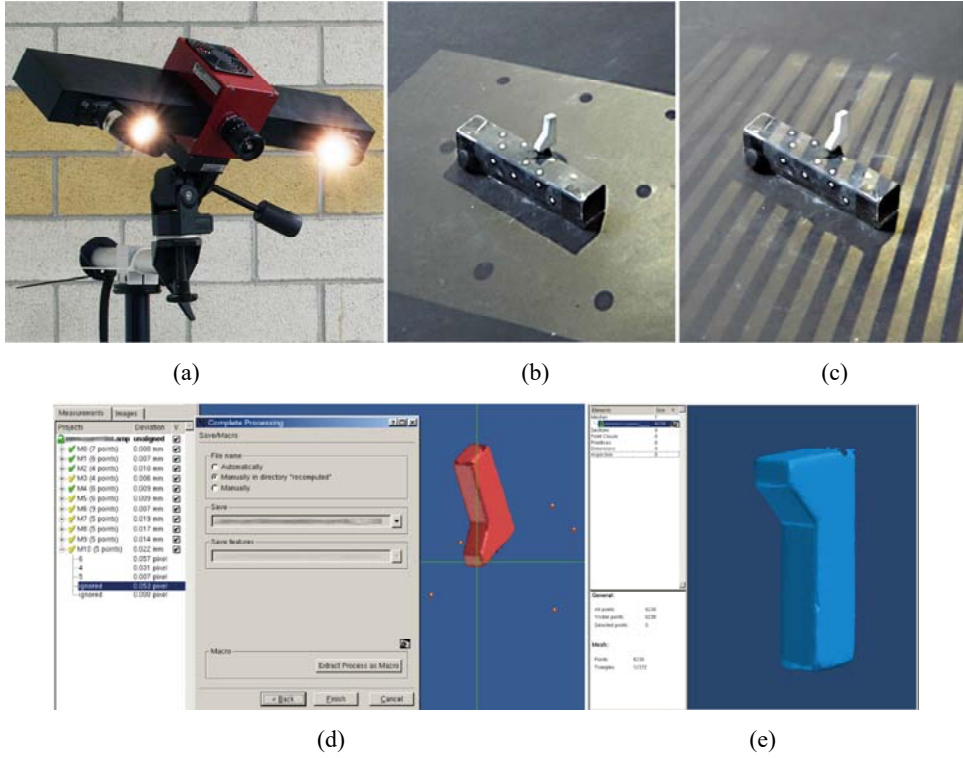 (a)
(b)
(c)
Measurements Images
Projects Deviation V
.amp unaligned
M0 (7 points) 0.008 mm
M1 (6 points) 0.007 mm
M2 (4 points) 0.010 mm
M3 (4 points) 0.006 mm
M4 (6 points) 0.009 mm
M5 (6 points) 0.009 mm
M6 (9 points) 0.007 mm
M7 (5 points) 0.019 mm
M8 (5 points) 0.017 mm
M9 (5 points) 0.014 mm
M10 (5 points) 0.022 mm
6 0.057 pixel
4 0.031 pixel
5 0.007 pixel
ignored 0.053 pixel
ignored
Complete Processing
Save/Macro
File name
Automatically
Manually in directory "recomputed"
Manually
Save
Save features
Macro
Extract Process as Macro
< Back Finish Cancel
Element
Sections
Point Clouds
Primitives
Dimensions
Inspection
General:
All points:
Visible points:
Selected points: 0
Mesh:
Points:
Triangles:
(d)
(e)